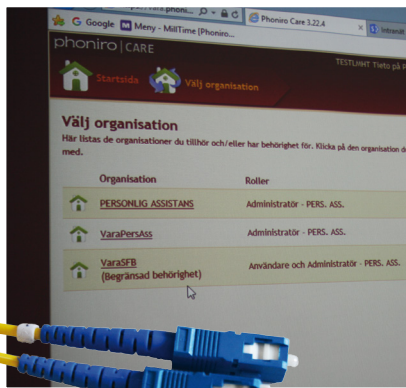 Google Meny - MillTime [Phoniro...
Phoniro Care 3.22.4
Intranät
phoniro | CARE
TESTLMHT Tieto på P
Startsida Välj organisation
Välj organisation
Här listas de organisationer du tillhör och/eller har behörighet för. Klicka på den organisation d
med.
Organisation Roller
PERSONLIG ASSISTANS Administratör - PERS. ASS.
VaraPersAss Administratör - PERS. ASS.
VaraSFB Användare och Administratör - PERS. ASS.
(Begränsad behörighet)